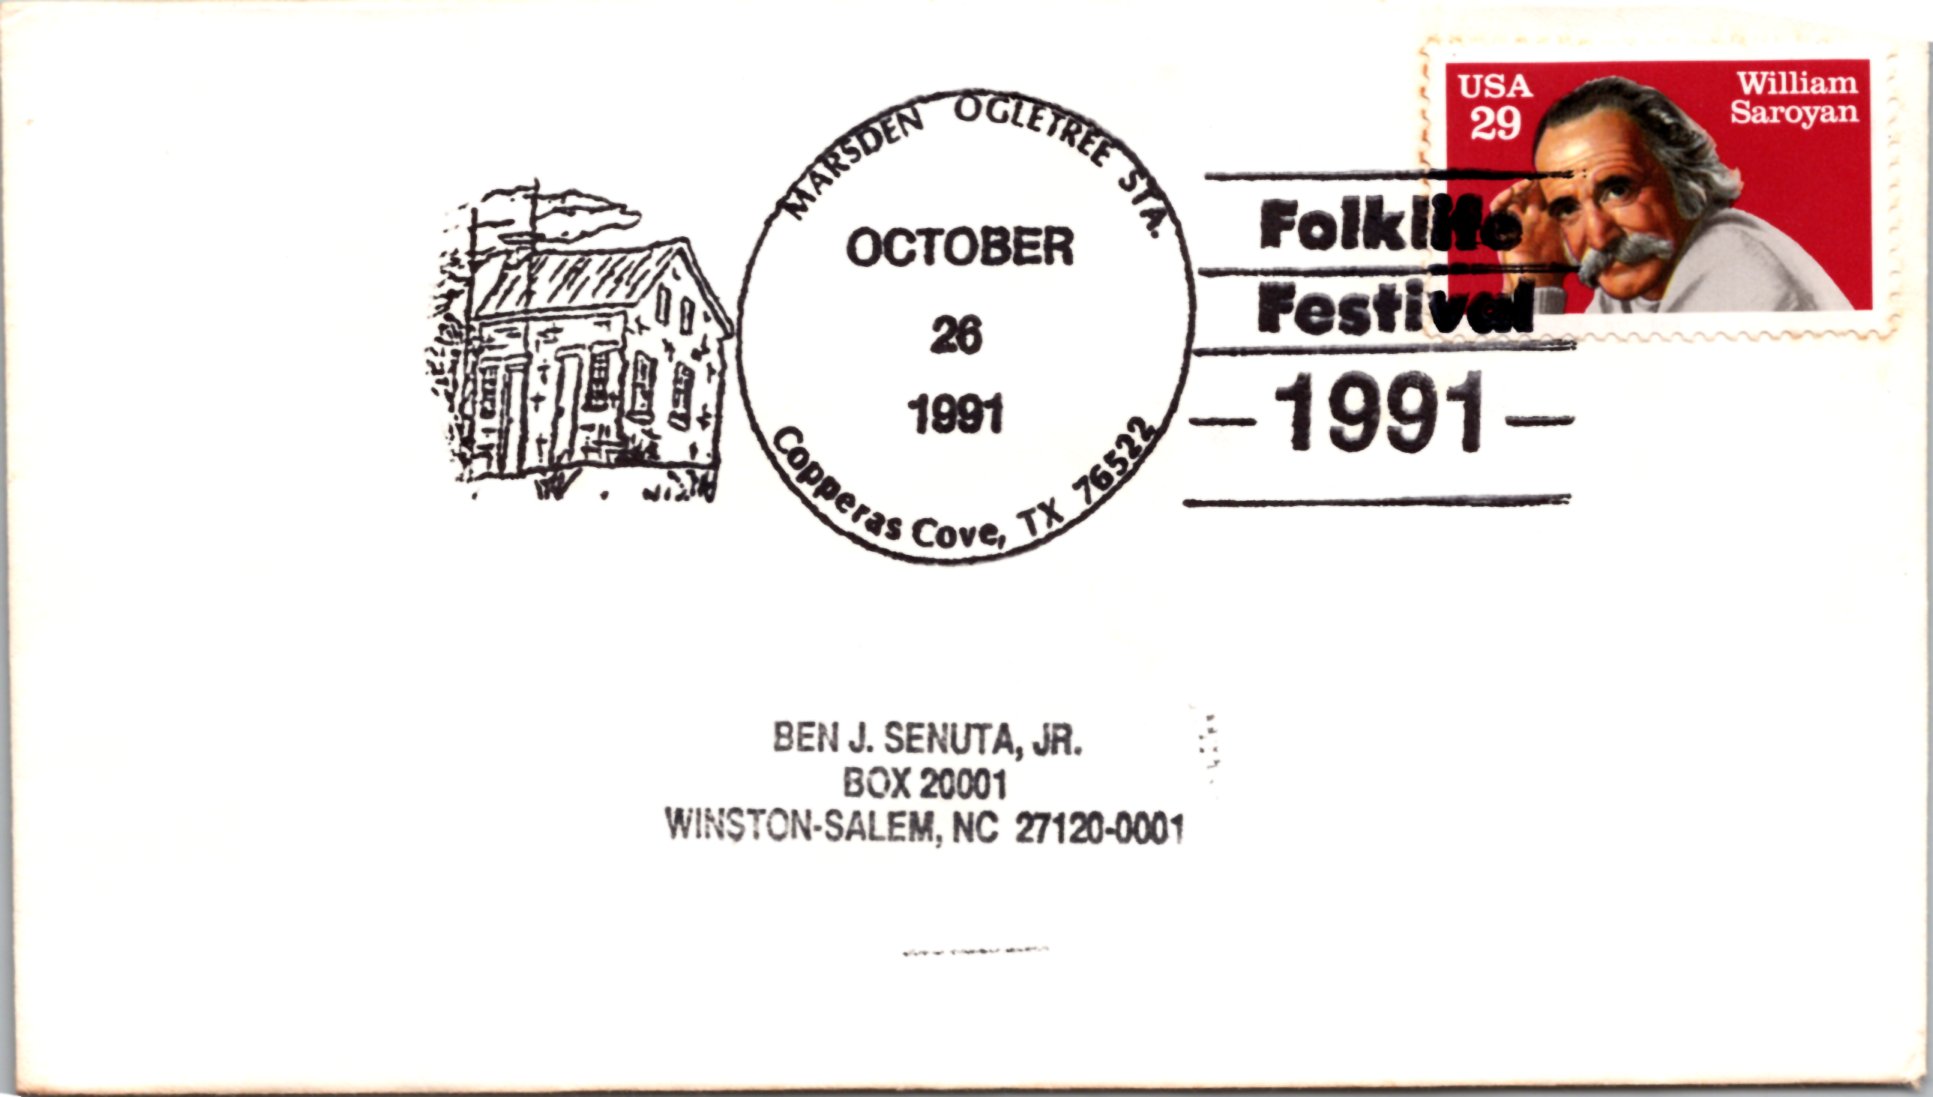 USA
29
William
Saroyan
MARSDEN OGLETREE STA.
OCTOBER
26
1991
Copperas Cove, TX 76522
Folklife
Festival
— 1991 —
BEN J. SENUTA, JR.
BOX 20001
WINSTON-SALEM, NC 27120-0001